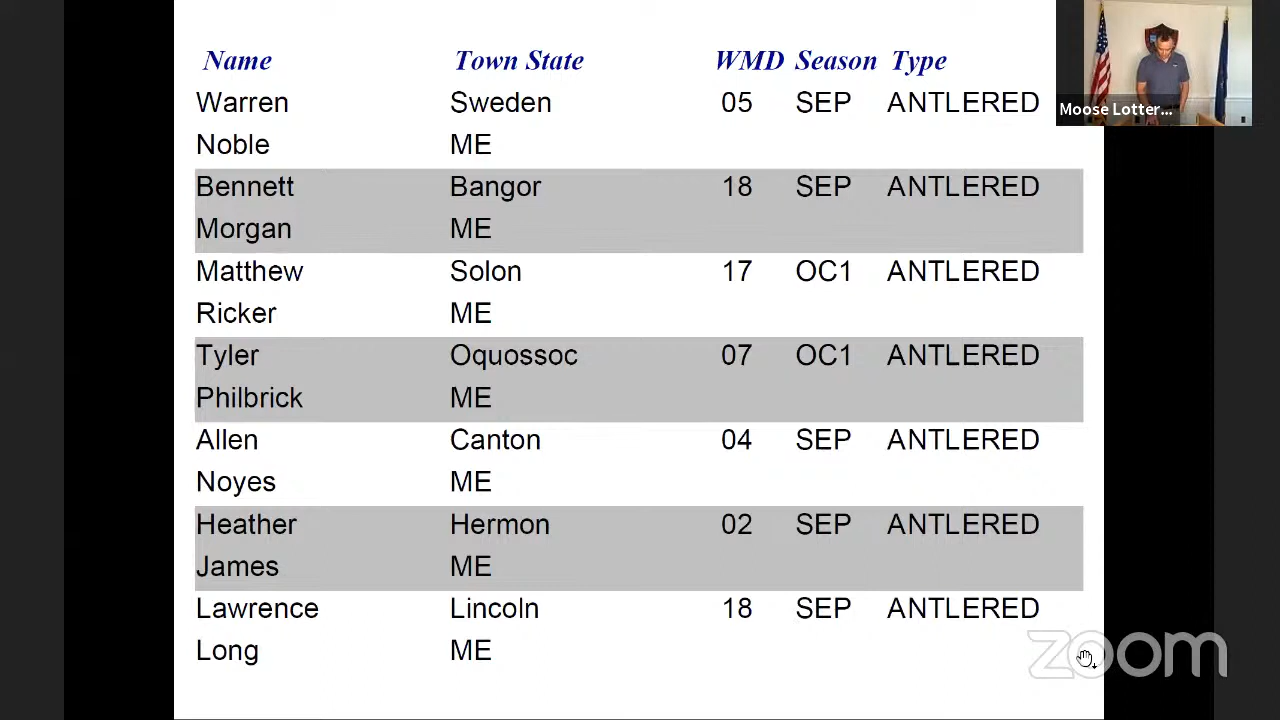 Name Town State WMD Season Type
Warren Sweden 05 SEP ANTLERED
Noble ME
Bennett Bangor 18 SEP ANTLERED
Morgan ME
Matthew Solon 17 OC1 ANTLERED
Ricker ME
Tyler Oquossoc 07 OC1 ANTLERED
Philbrick ME
Allen Canton 04 SEP ANTLERED
Noyes ME
Heather Hermon 02 SEP ANTLERED
James ME
Lawrence Lincoln 18 SEP ANTLERED
Long ME
Moose Lotter...
zoom